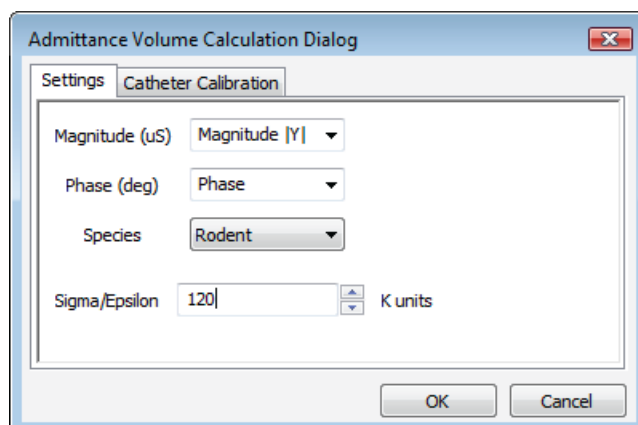 Admittance Volume Calculation Dialog
Settings Catheter Calibration
Magnitude (uS) Magnitude |Y|
Phase (deg) Phase
Species Rodent
Sigma/Epsilon 120 K units
OK Cancel